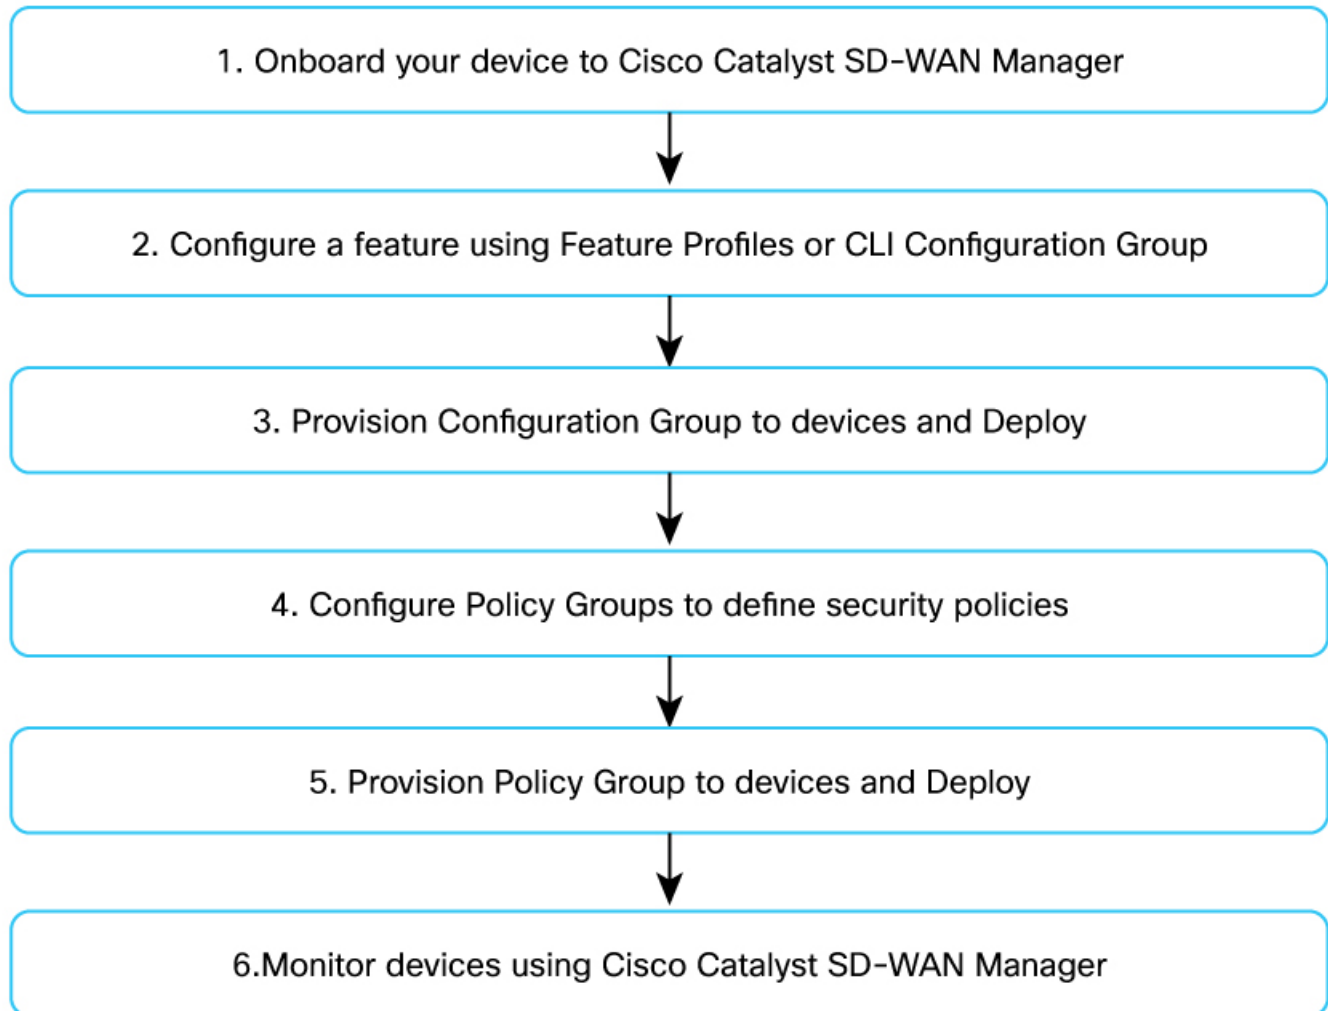 1. Onboard your device to Cisco Catalyst SD-WAN Manager
2. Configure a feature using Feature Profiles or CLI Configuration Group
3. Provision Configuration Group to devices and Deploy
4. Configure Policy Groups to define security policies
5. Provision Policy Group to devices and Deploy
6.Monitor devices using Cisco Catalyst SD-WAN Manager